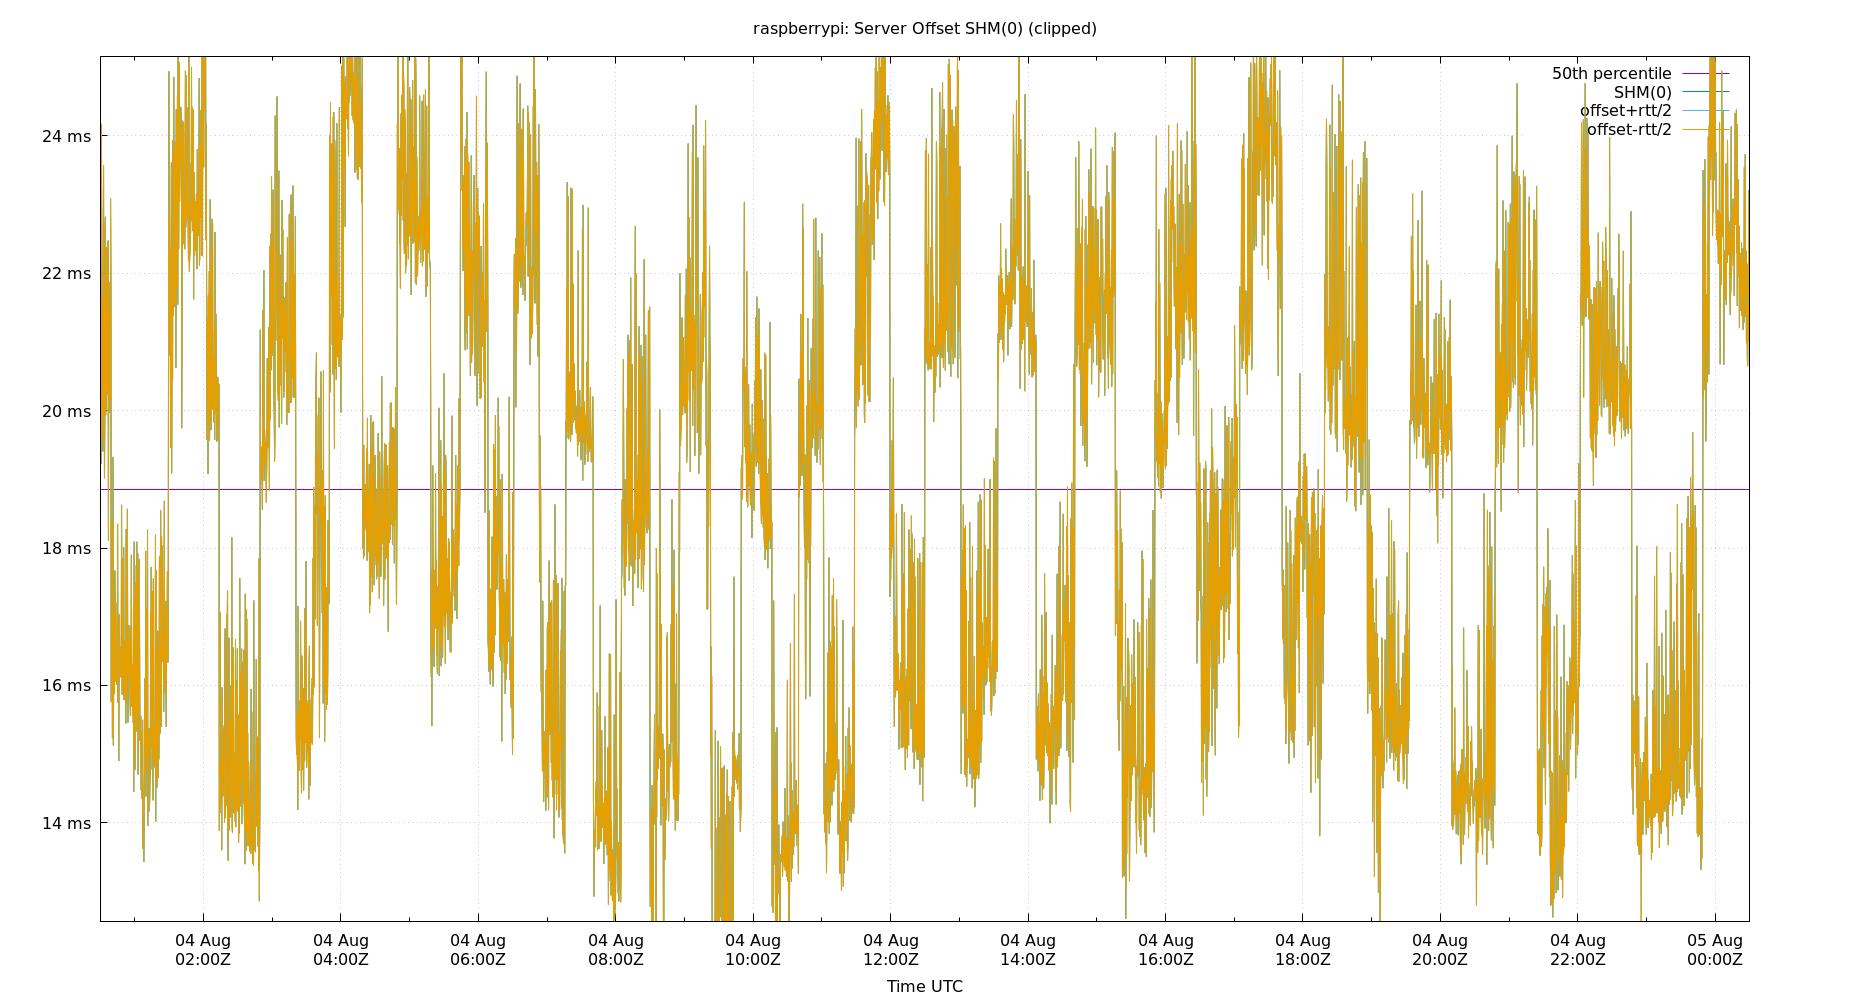 raspberrypi: Server Offset SHM(0) (clipped)
50th percentile
SHM(0)
offset+rtt/2
offset-rtt/2
24 ms
22 ms
20 ms
18 ms
16 ms
14 ms
04 Aug 04 Aug 04 Aug 04 Aug 04 Aug 04 Aug 04 Aug 04 Aug 04 Aug 04 Aug 04 Aug 05 Aug
02:00Z 04:00Z 06:00Z 08:00Z 10:00Z 12:00Z 14:00Z 16:00Z 18:00Z 20:00Z 22:00Z 00:00Z
Time UTC